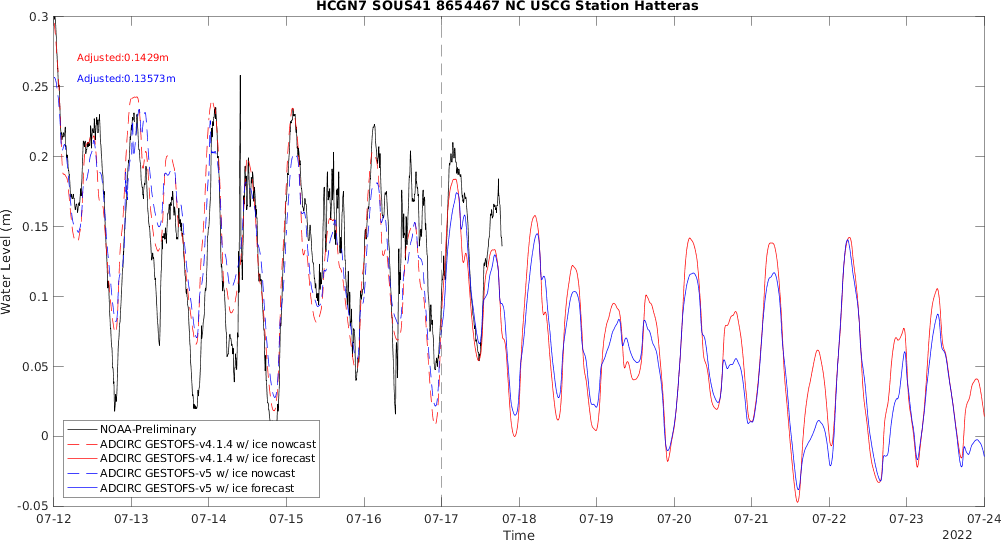 HCGN7 SOUS41 8654467 NC USCG Station Hatteras
Adjusted:0.1429m
Adjusted:0.13573m
Water Level (m)
0.3
0.25
0.2
0.15
0.1
0.05
0
-0.05
NOAA-Preliminary
ADCIRC GESTOFS-v4.1.4 w/ ice nowcast
ADCIRC GESTOFS-v4.1.4 w/ ice forecast
ADCIRC GESTOFS-v5 w/ ice nowcast
ADCIRC GESTOFS-v5 w/ ice forecast
07-12 07-13 07-14 07-15 07-16 07-17 07-18 07-19 07-20 07-21 07-22 07-23 07-24
Time
2022